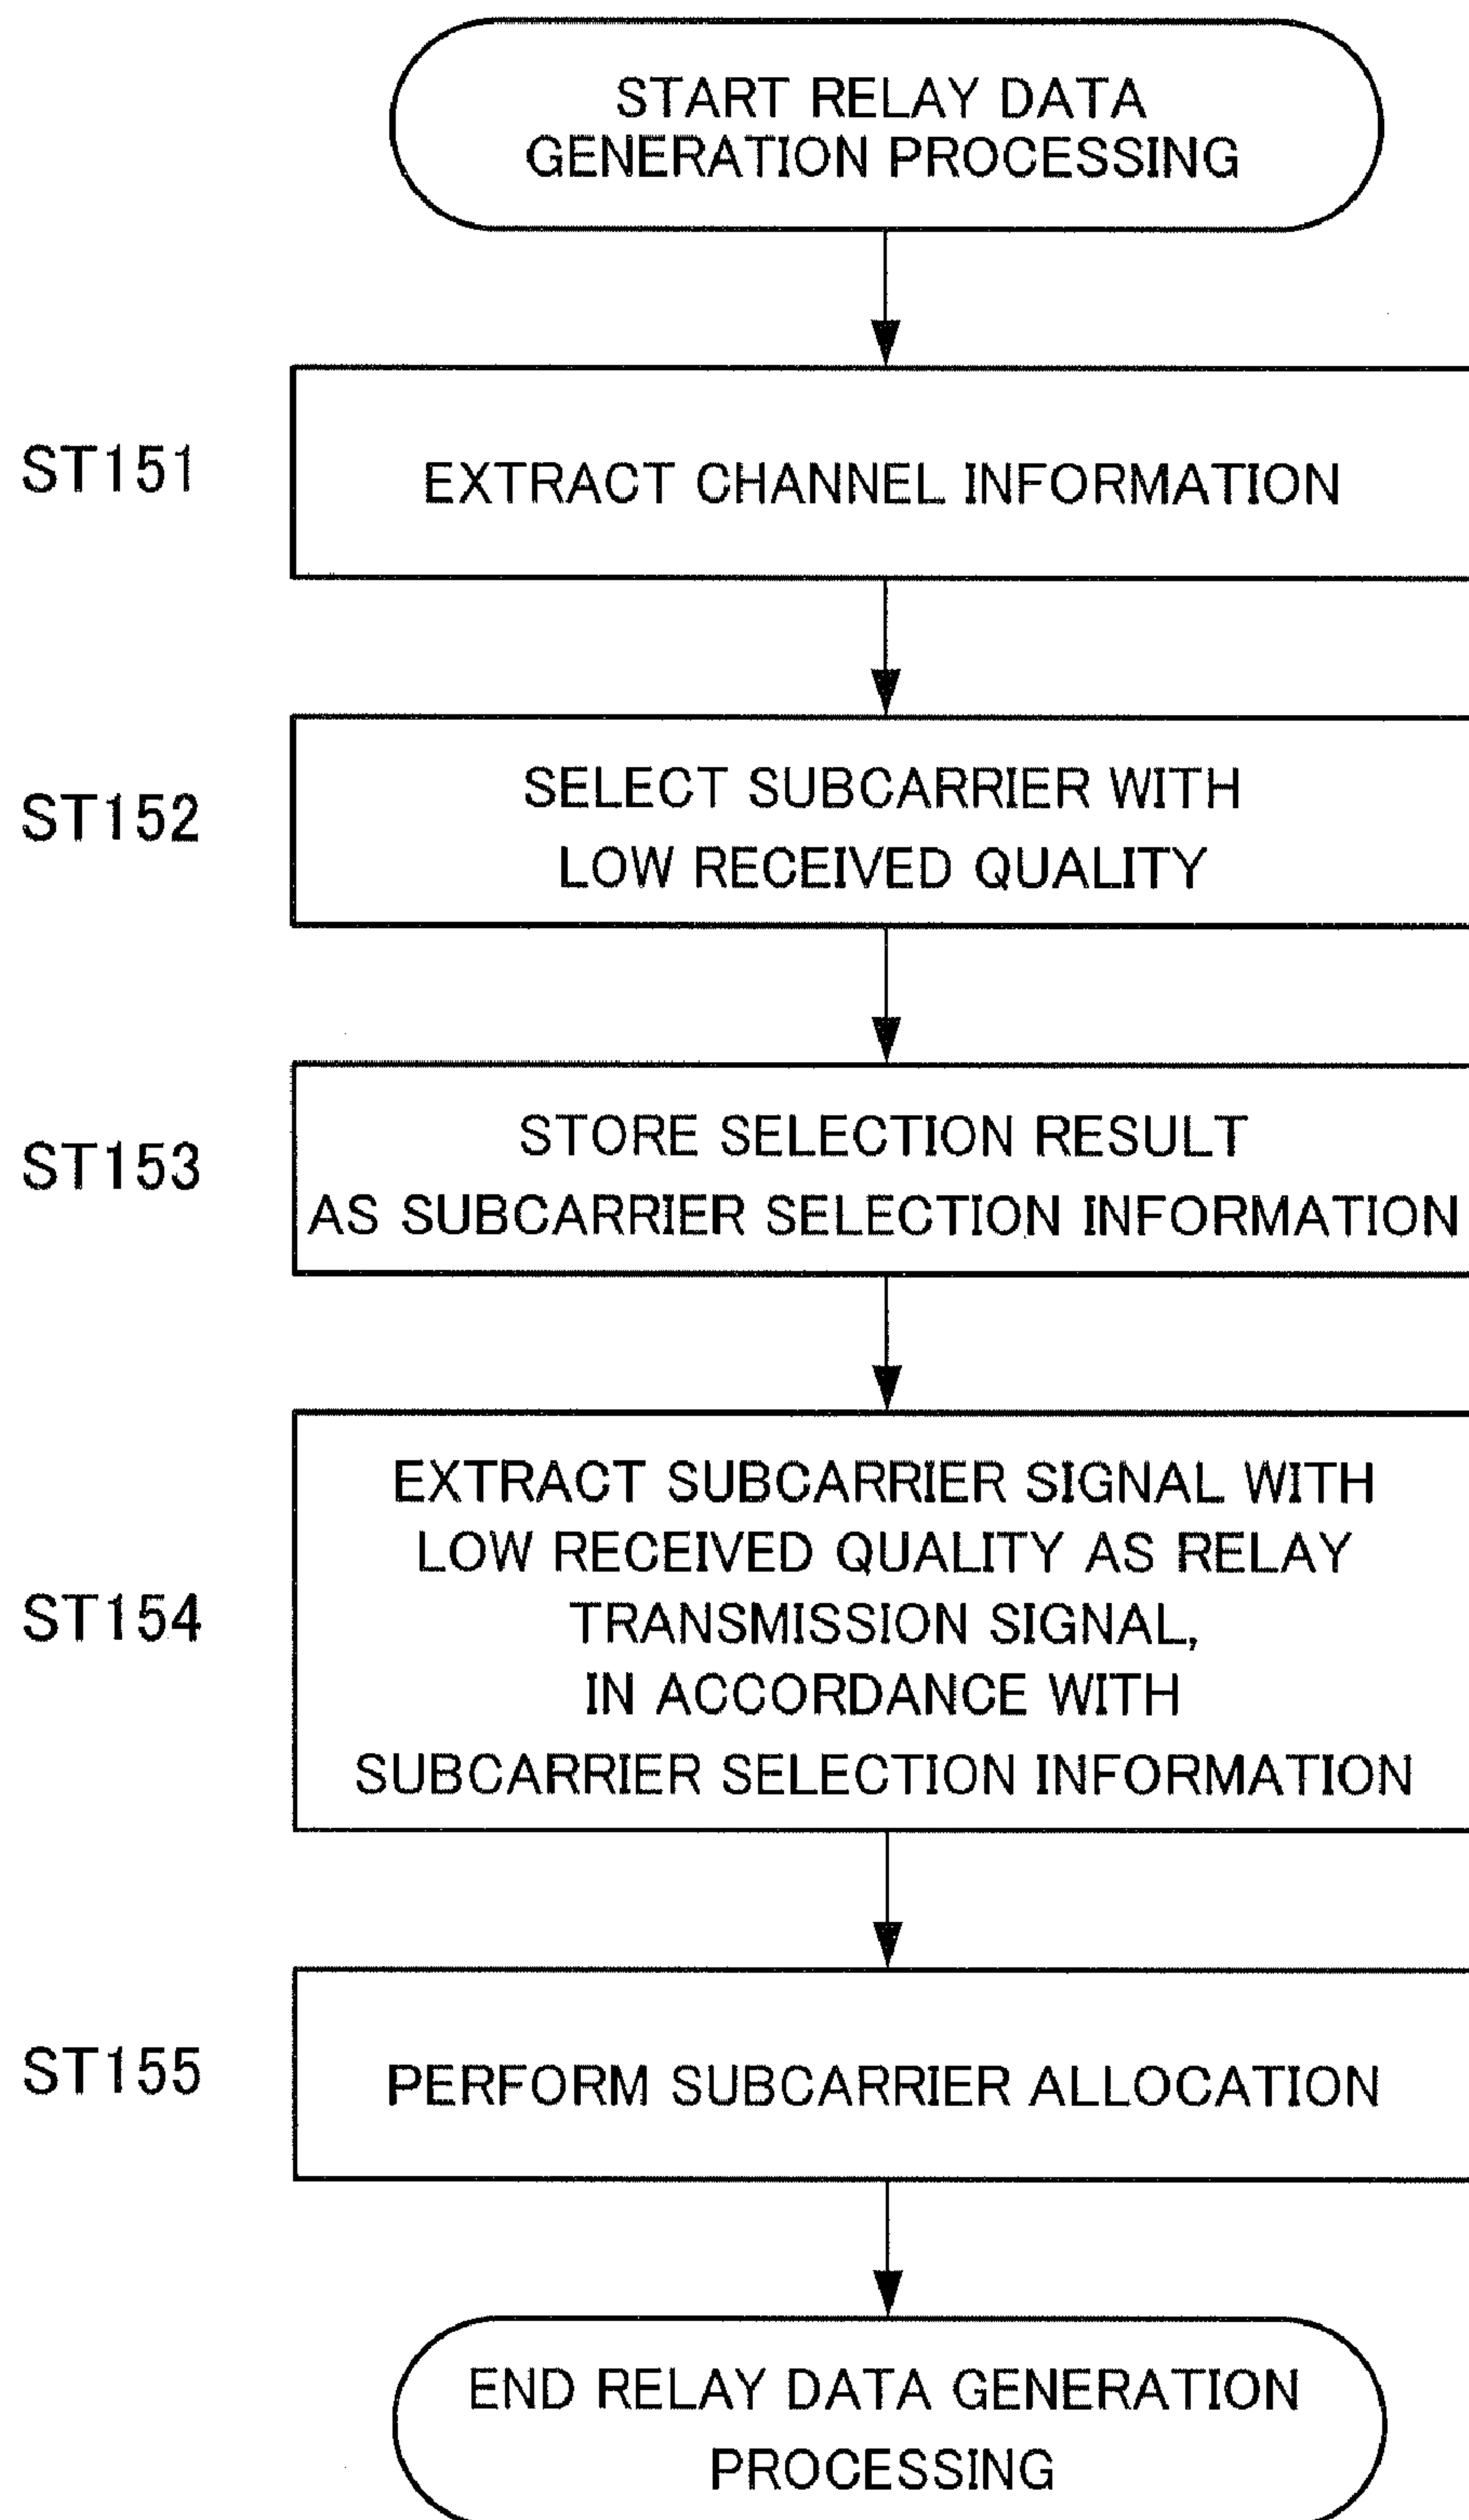 START RELAY DATA
GENERATION PROCESSING
ST151
EXTRACT CHANNEL INFORMATION
ST152
SELECT SUBCARRIER WITH
LOW RECEIVED QUALITY
ST153
STORE SELECTION RESULT
AS SUBCARRIER SELECTION INFORMATION
ST154
EXTRACT SUBCARRIER SIGNAL WITH
LOW RECEIVED QUALITY AS RELAY
TRANSMISSION SIGNAL,
IN ACCORDANCE WITH
SUBCARRIER SELECTION INFORMATION
ST155
PERFORM SUBCARRIER ALLOCATION
END RELAY DATA GENERATION
PROCESSING